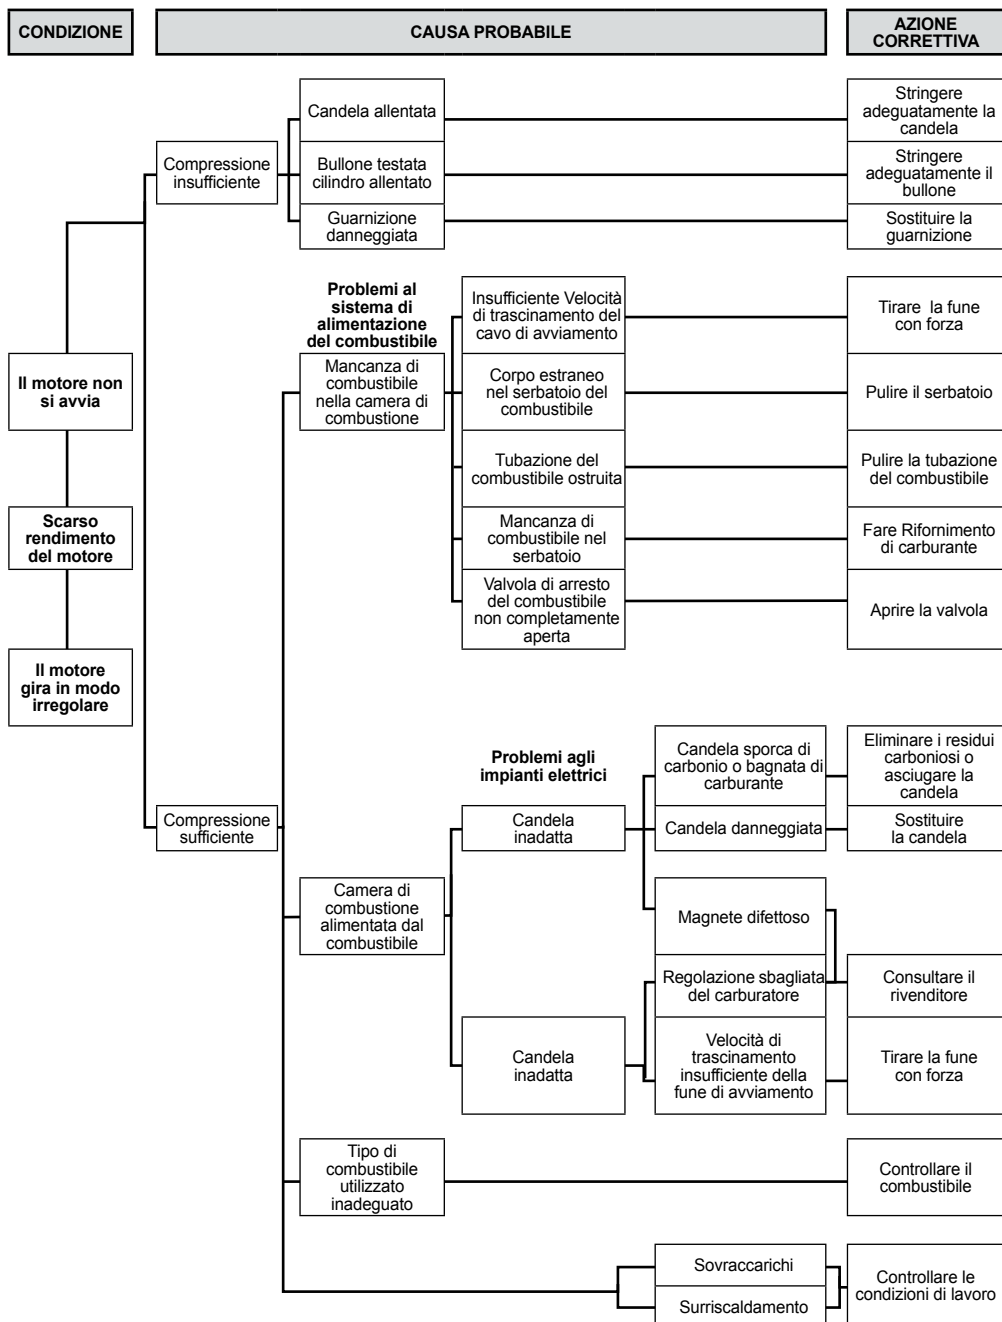 CONDIZIONE
CAUSA PROBABILE
AZIONE
CORRETTIVA
Candela allentata
Stringere
adeguatamente la
candela
Compressione
insufficiente
Bullone testata
cilindro allentato
Stringere
adeguatamente il
bullone
Guarnizione
danneggiata
Sostituire la
guarnizione
Problemi al
sistema di
alimentazione
del combustibile
Insufficiente Velocità
di trascinamento del
cavo di avviamento
Tirare la fune
con forza
Il motore non
si avvia
Mancanza di
combustibile
nella camera di
combustione
Corpo estraneo
nel serbatoio del
combustibile
Pulire il serbatoio
Tubazione del
combustibile ostruita
Pulire la tubazione
del combustibile
Scarso
rendimento
del motore
Mancanza di
combustibile nel
serbatoio
Fare Rifornimento
di carburante
Valvola di arresto
del combustibile
non completamente
aperta
Aprire la valvola
Il motore
gira in modo
irregolare
Problemi agli
impianti elettrici
Candela sporca di
carbonio o bagnata di
carburante
Eliminare i residui
carboniosi o
asciugare la
candela
Compressione
sufficiente
Candela
inadatta
Candela danneggiata
Sostituire
la candela
Camera di
combustione
alimentata dal
combustibile
Magnete difettoso
Regolazione sbagliata
del carburatore
Consultare il
rivenditore
Candela
inadatta
Velocità di
trascinamento
insufficiente della
fune di avviamento
Tirare la fune
con forza
Tipo di
combustibile
utilizzato
inadeguato
Controllare il
combustibile
Sovraccarichi
Surriscaldamento
Controllare le
condizioni di lavoro